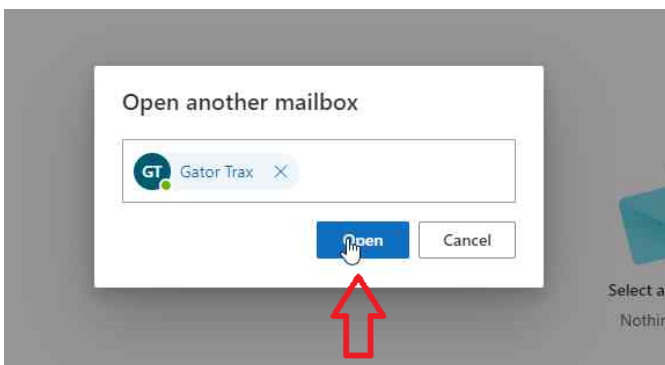 Open another mailbox
GT Gator Trax
Open Cancel
Select a
Nothin